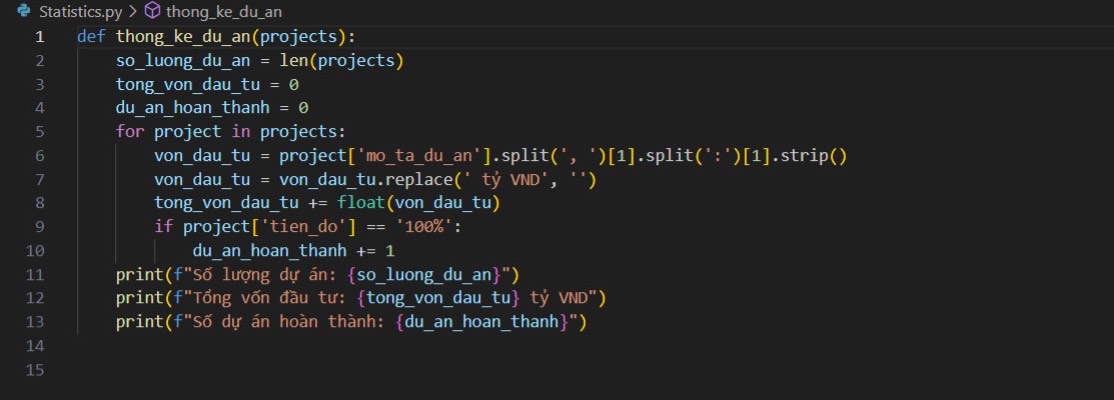 Statistics.py > thong_ke_du_an
1 def thong_ke_du_an(projects):
2     so_luong_du_an = len(projects)
3     tong_von_dau_tu = 0
4     du_an_hoan_thanh = 0
5     for project in projects:
6         von_dau_tu = project['mo_ta_du_an'].split(', ')[1].split(':')[1].strip()
7         von_dau_tu = von_dau_tu.replace(' tỷ VND', '')
8         tong_von_dau_tu += float(von_dau_tu)
9         if project['tien_do'] == '100%':
10             du_an_hoan_thanh += 1
11     print(f"Số lượng dự án: {so_luong_du_an}")
12     print(f"Tổng vốn đầu tư: {tong_von_dau_tu} tỷ VND")
13     print(f"Số dự án hoàn thành: {du_an_hoan_thanh}")
14
15